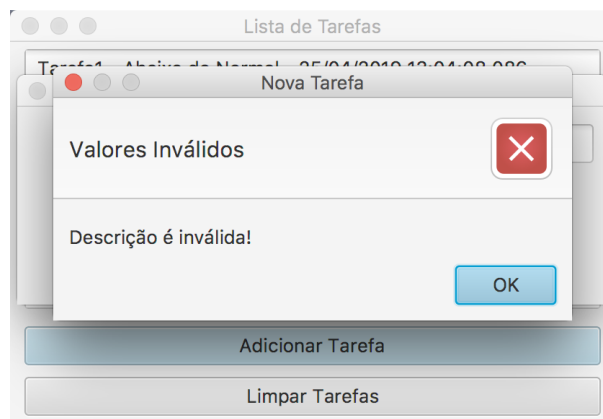 Lista de Tarefas
Nova Tarefa
Valores Inválidos
Descrição é inválida!
OK
Adicionar Tarefa
Limpar Tarefas